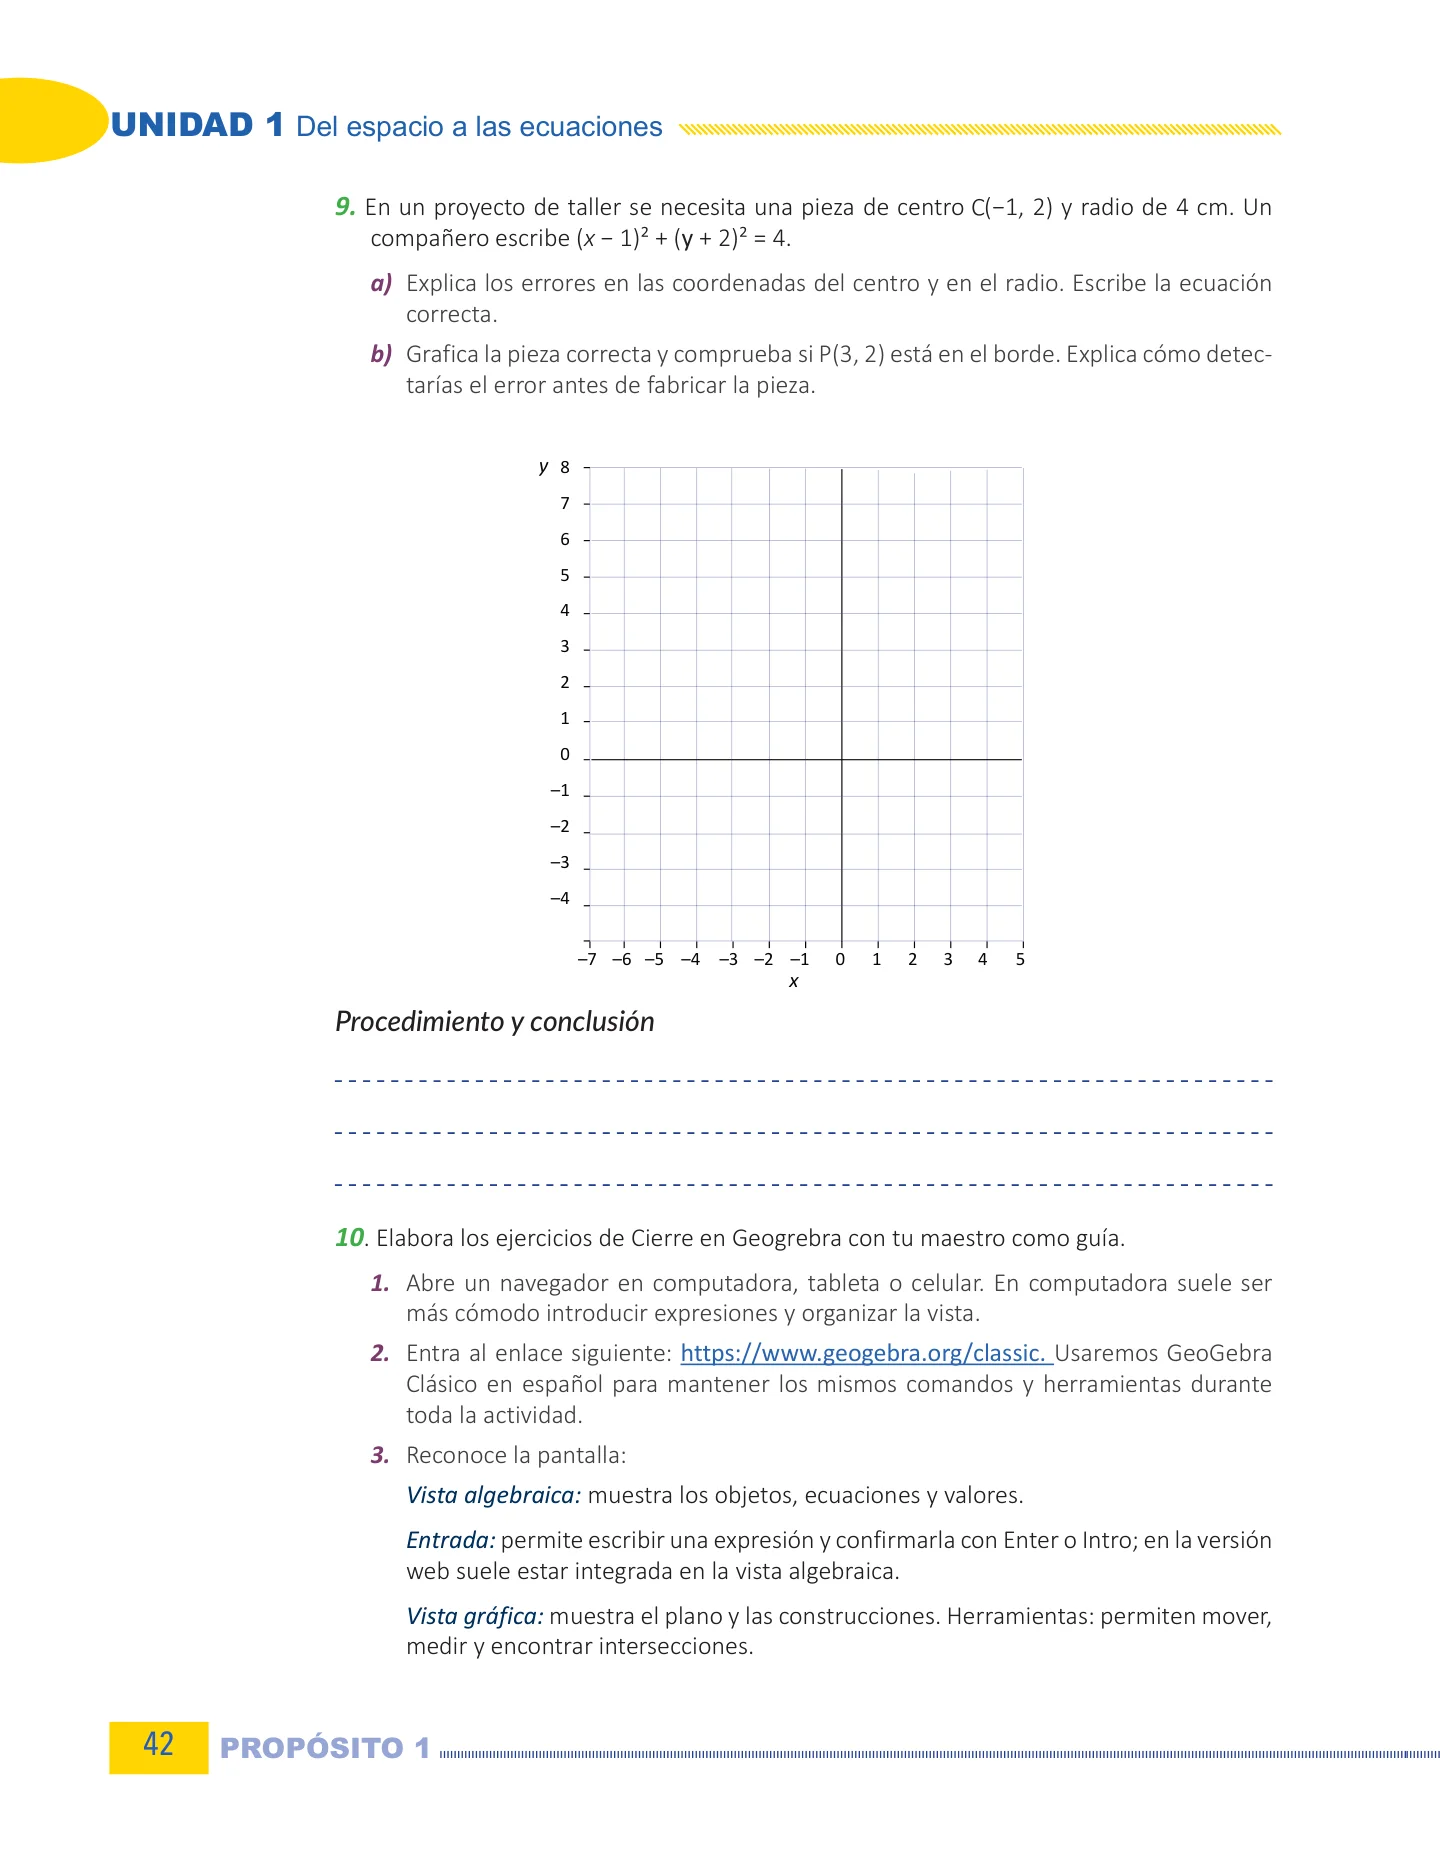 UNIDAD 1 Del espacio a las ecuaciones
9. En un proyecto de taller se necesita una pieza de centro C(−1, 2) y radio de 4 cm. Un
compañero escribe (x − 1)² + (y + 2)² = 4.
a) Explica los errores en las coordenadas del centro y en el radio. Escribe la ecuación
correcta.
b) Grafica la pieza correcta y comprueba si P(3, 2) está en el borde. Explica cómo detec-
tarías el error antes de fabricar la pieza.
y 8
7
6
5
4
3
2
1
0
–1
–2
–3
–4
–7 –6 –5 –4 –3 –2 –1 0 1 2 3 4 5
x
Procedimiento y conclusión
10. Elabora los ejercicios de Cierre en Geogrebra con tu maestro como guía.
1. Abre un navegador en computadora, tableta o celular. En computadora suele ser
más cómodo introducir expresiones y organizar la vista.
2. Entra al enlace siguiente: https://www.geogebra.org/classic. Usaremos GeoGebra
Clásico en español para mantener los mismos comandos y herramientas durante
toda la actividad.
3. Reconoce la pantalla:
Vista algebraica: muestra los objetos, ecuaciones y valores.
Entrada: permite escribir una expresión y confirmarla con Enter o Intro; en la versión
web suele estar integrada en la vista algebraica.
Vista gráfica: muestra el plano y las construcciones. Herramientas: permiten mover,
medir y encontrar intersecciones.
42 PROPÓSITO 1